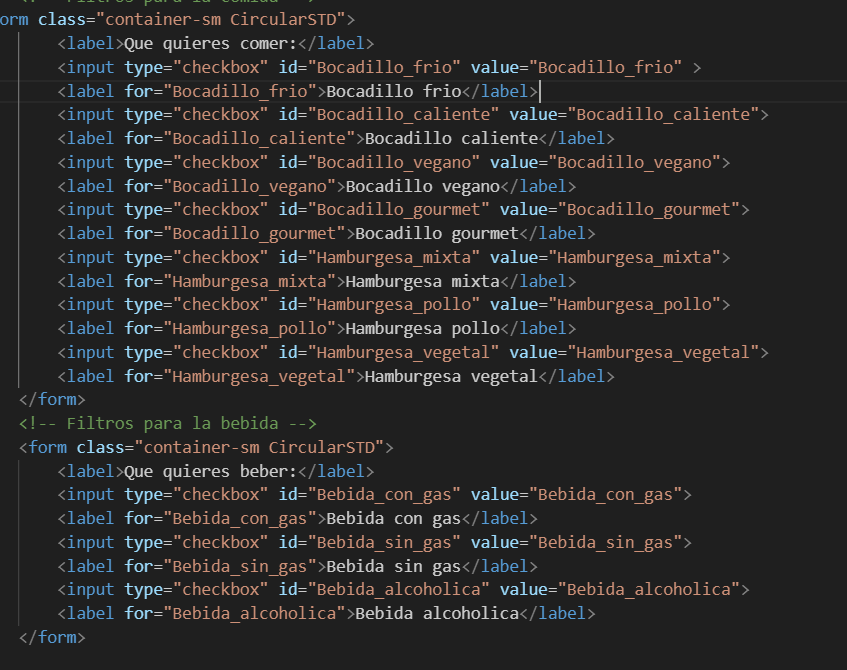 <!-- Filtros para la comida -->
orm class="container-sm CircularSTD">
<label>Que quieres comer:</label>
<input type="checkbox" id="Bocadillo_frio" value="Bocadillo_frio" >
<label for="Bocadillo_frio">Bocadillo frio</label>
<input type="checkbox" id="Bocadillo_caliente" value="Bocadillo_caliente">
<label for="Bocadillo_caliente">Bocadillo caliente</label>
<input type="checkbox" id="Bocadillo_vegano" value="Bocadillo_vegano">
<label for="Bocadillo_vegano">Bocadillo vegano</label>
<input type="checkbox" id="Bocadillo_gourmet" value="Bocadillo_gourmet">
<label for="Bocadillo_gourmet">Bocadillo gourmet</label>
<input type="checkbox" id="Hamburgesa_mixta" value="Hamburgesa_mixta">
<label for="Hamburgesa_mixta">Hamburgesa mixta</label>
<input type="checkbox" id="Hamburgesa_pollo" value="Hamburgesa_pollo">
<label for="Hamburgesa_pollo">Hamburgesa pollo</label>
<input type="checkbox" id="Hamburgesa_vegetal" value="Hamburgesa_vegetal">
<label for="Hamburgesa_vegetal">Hamburgesa vegetal</label>
</form>
<!-- Filtros para la bebida -->
<form class="container-sm CircularSTD">
<label>Que quieres beber:</label>
<input type="checkbox" id="Bebida_con_gas" value="Bebida_con_gas">
<label for="Bebida_con_gas">Bebida con gas</label>
<input type="checkbox" id="Bebida_sin_gas" value="Bebida_sin_gas">
<label for="Bebida_sin_gas">Bebida sin gas</label>
<input type="checkbox" id="Bebida_alcoholica" value="Bebida_alcoholica">
<label for="Bebida_alcoholica">Bebida alcoholica</label>
</form>